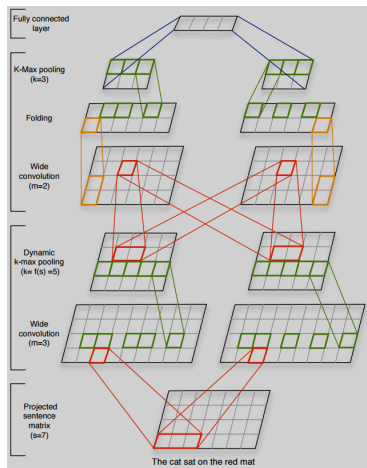 Fully connected
layer
K-Max pooling
(k=3)
Folding
Wide
convolution
(m=2)
Dynamic
k-max pooling
(k= f(s) =5)
Wide
convolution
(m=3)
Projected
sentence
matrix
(s=7)
The cat sat on the red mat